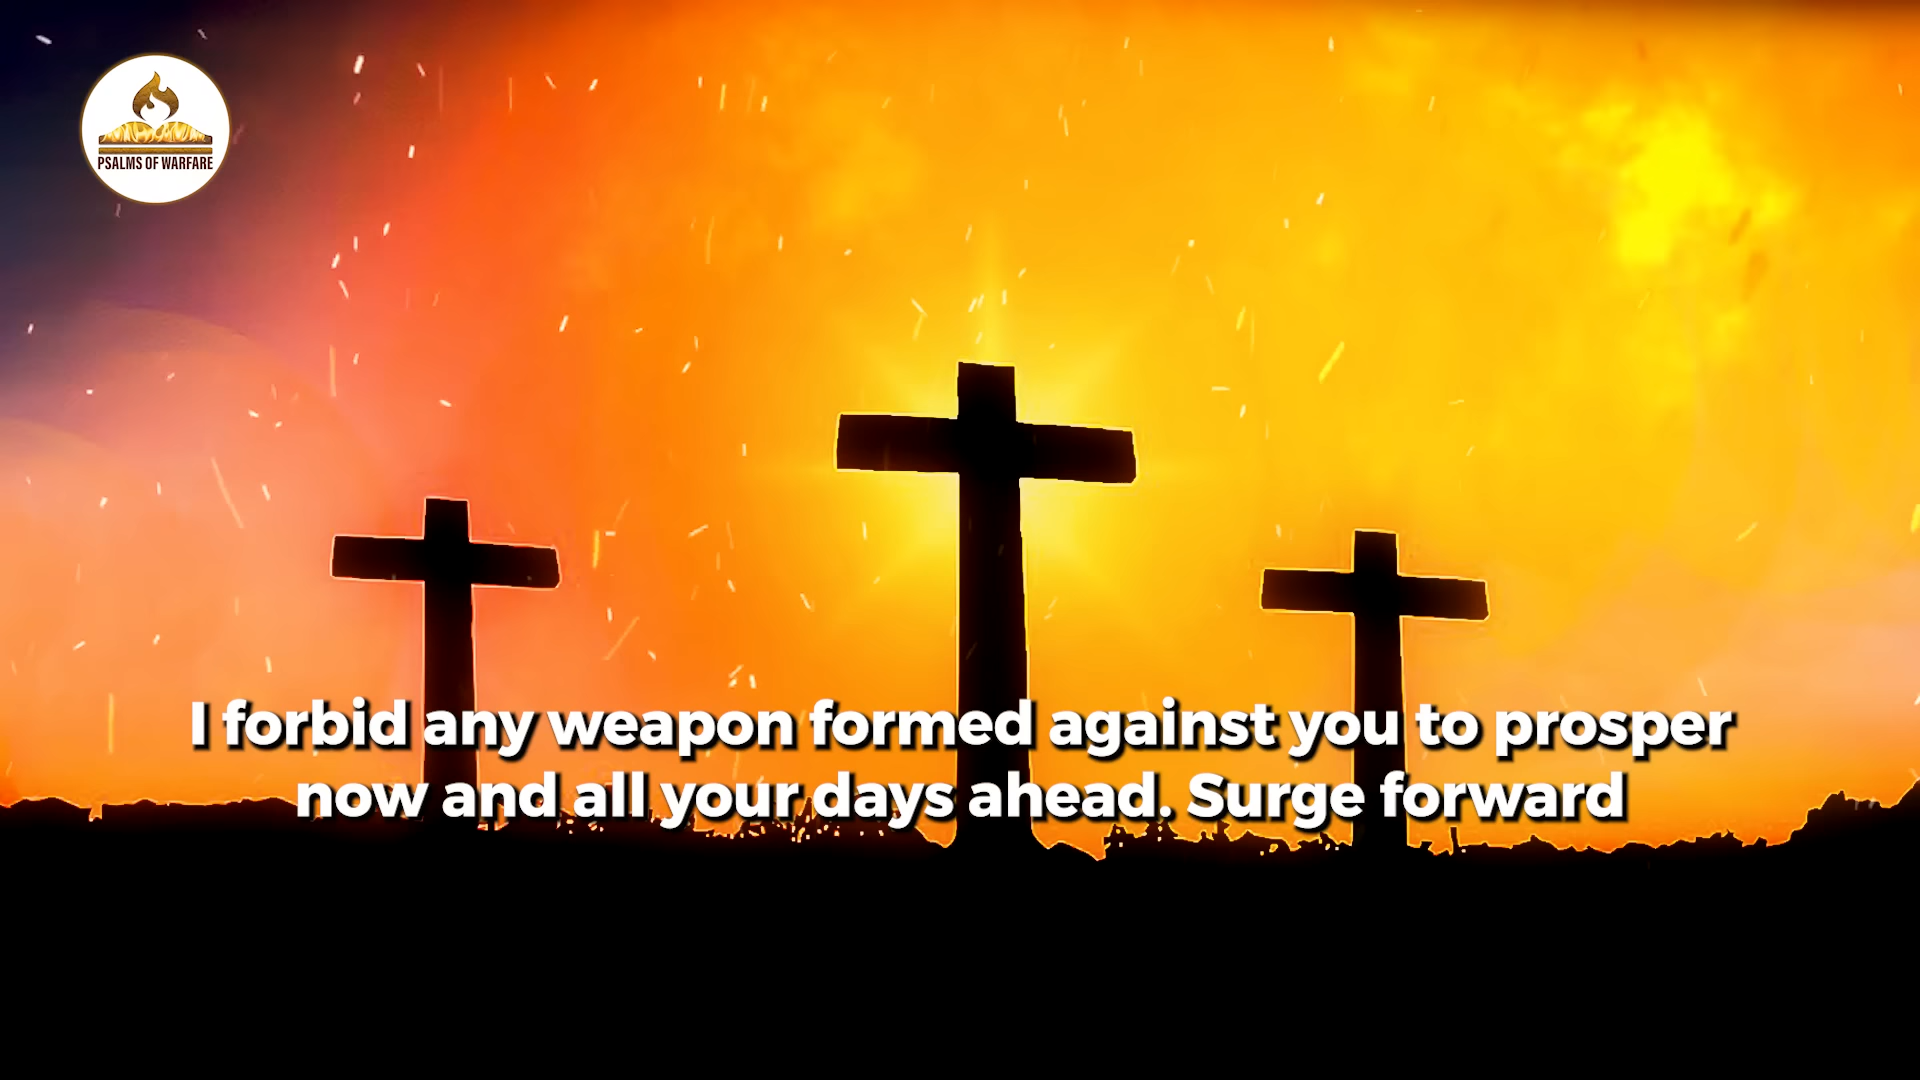 PSALMS OF WARFARE
I forbid any weapon formed against you to prosper
now and all your days ahead. Surge forward